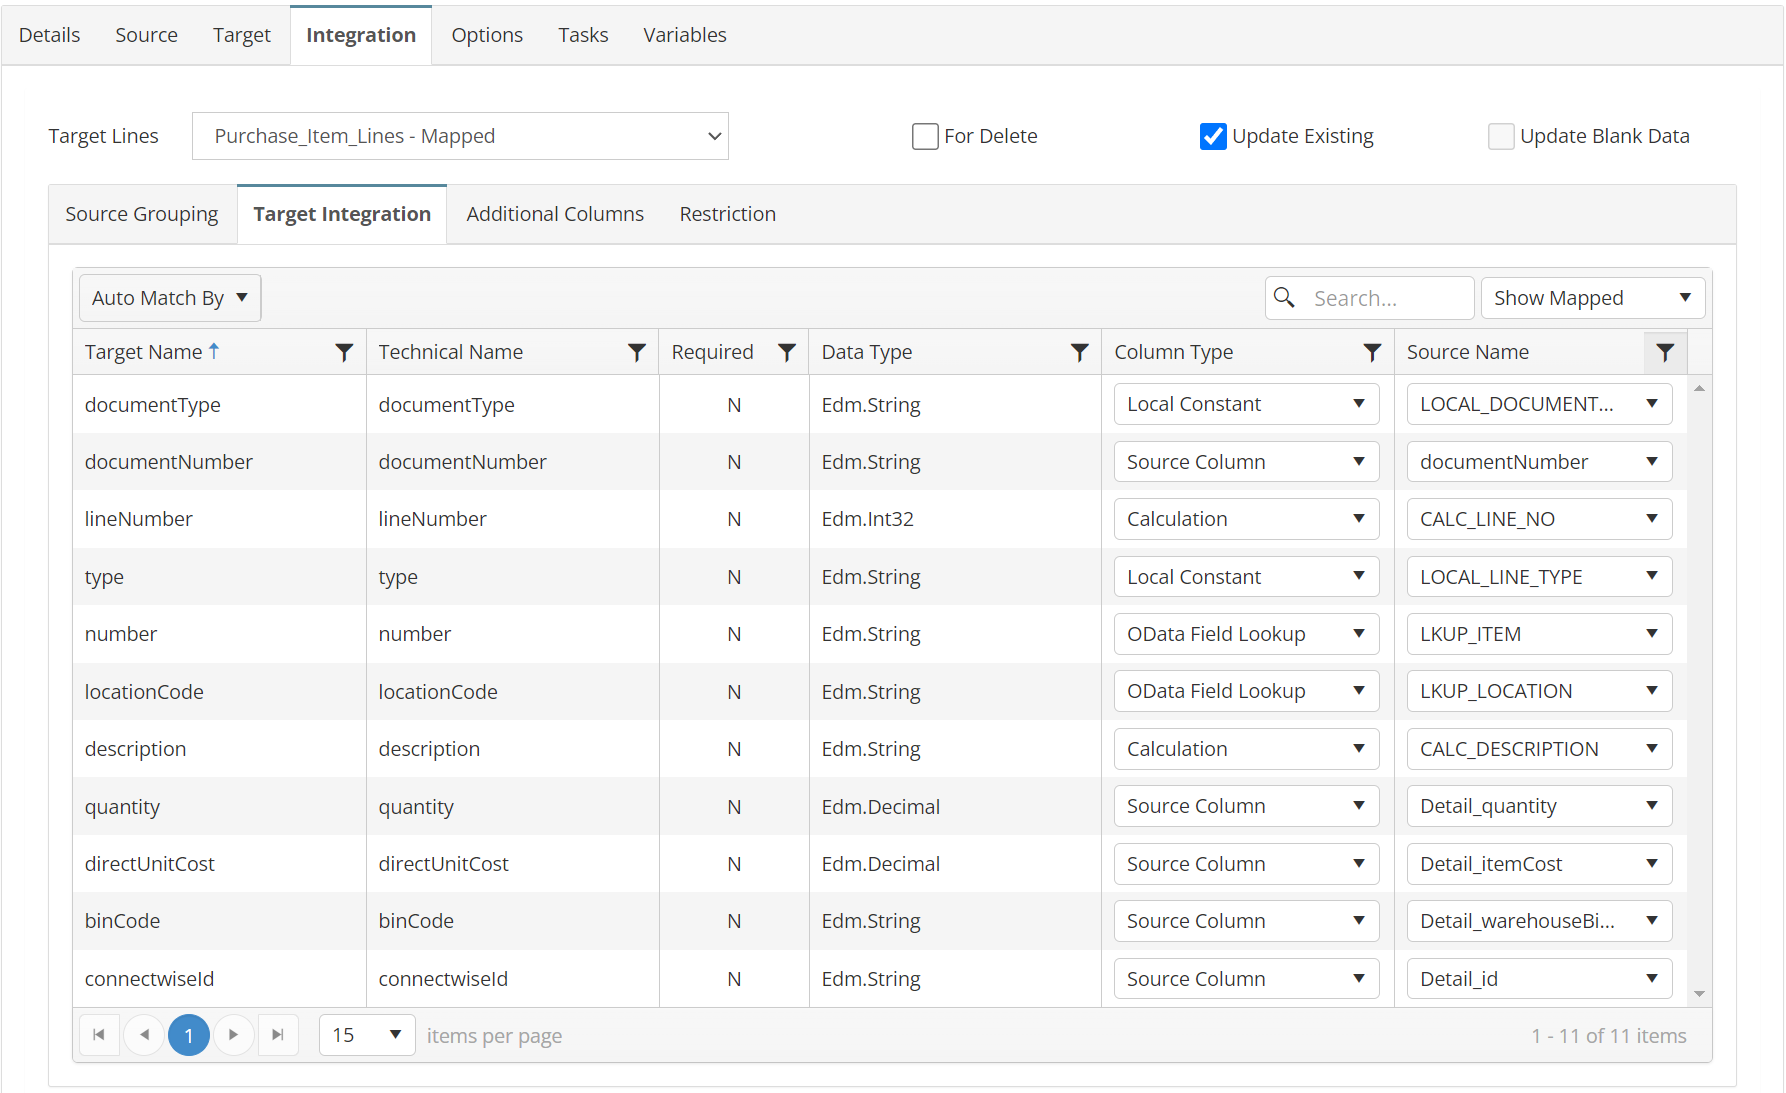 Details Source Target Integration Options Tasks Variables
Target Lines Purchase_Item_Lines - Mapped For Delete Update Existing Update Blank Data
Source Grouping Target Integration Additional Columns Restriction
Auto Match By Search... Show Mapped
Target Name Technical Name Required Data Type Column Type Source Name
documentType documentType N Edm.String Local Constant LOCAL_DOCUMENT...
documentNumber documentNumber N Edm.String Source Column documentNumber
lineNumber lineNumber N Edm.Int32 Calculation CALC_LINE_NO
type type N Edm.String Local Constant LOCAL_LINE_TYPE
number number N Edm.String OData Field Lookup LKUP_ITEM
locationCode locationCode N Edm.String OData Field Lookup LKUP_LOCATION
description description N Edm.String Calculation CALC_DESCRIPTION
quantity quantity N Edm.Decimal Source Column Detail_quantity
directUnitCost directUnitCost N Edm.Decimal Source Column Detail_itemCost
binCode binCode N Edm.String Source Column Detail_warehouseBi...
connectwiseId connectwiseId N Edm.String Source Column Detail_id
1 15 items per page 1 - 11 of 11 items